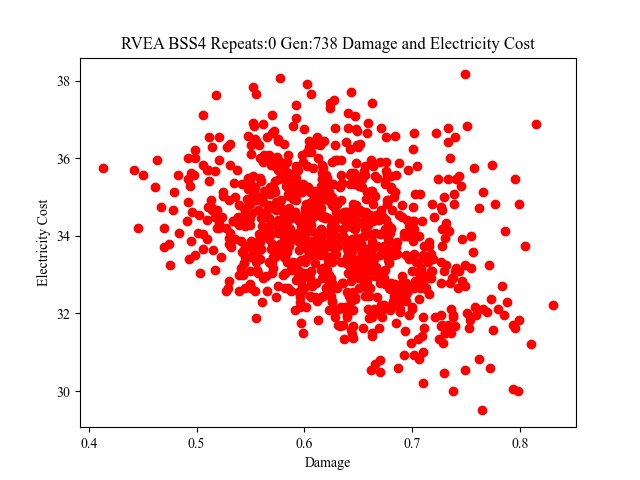 RVEA BSS4 Repeats:0 Gen:738 Damage and Electricity Cost
38
36
34
32
30
Electricity Cost
0.4 0.5 0.6 0.7 0.8
Damage